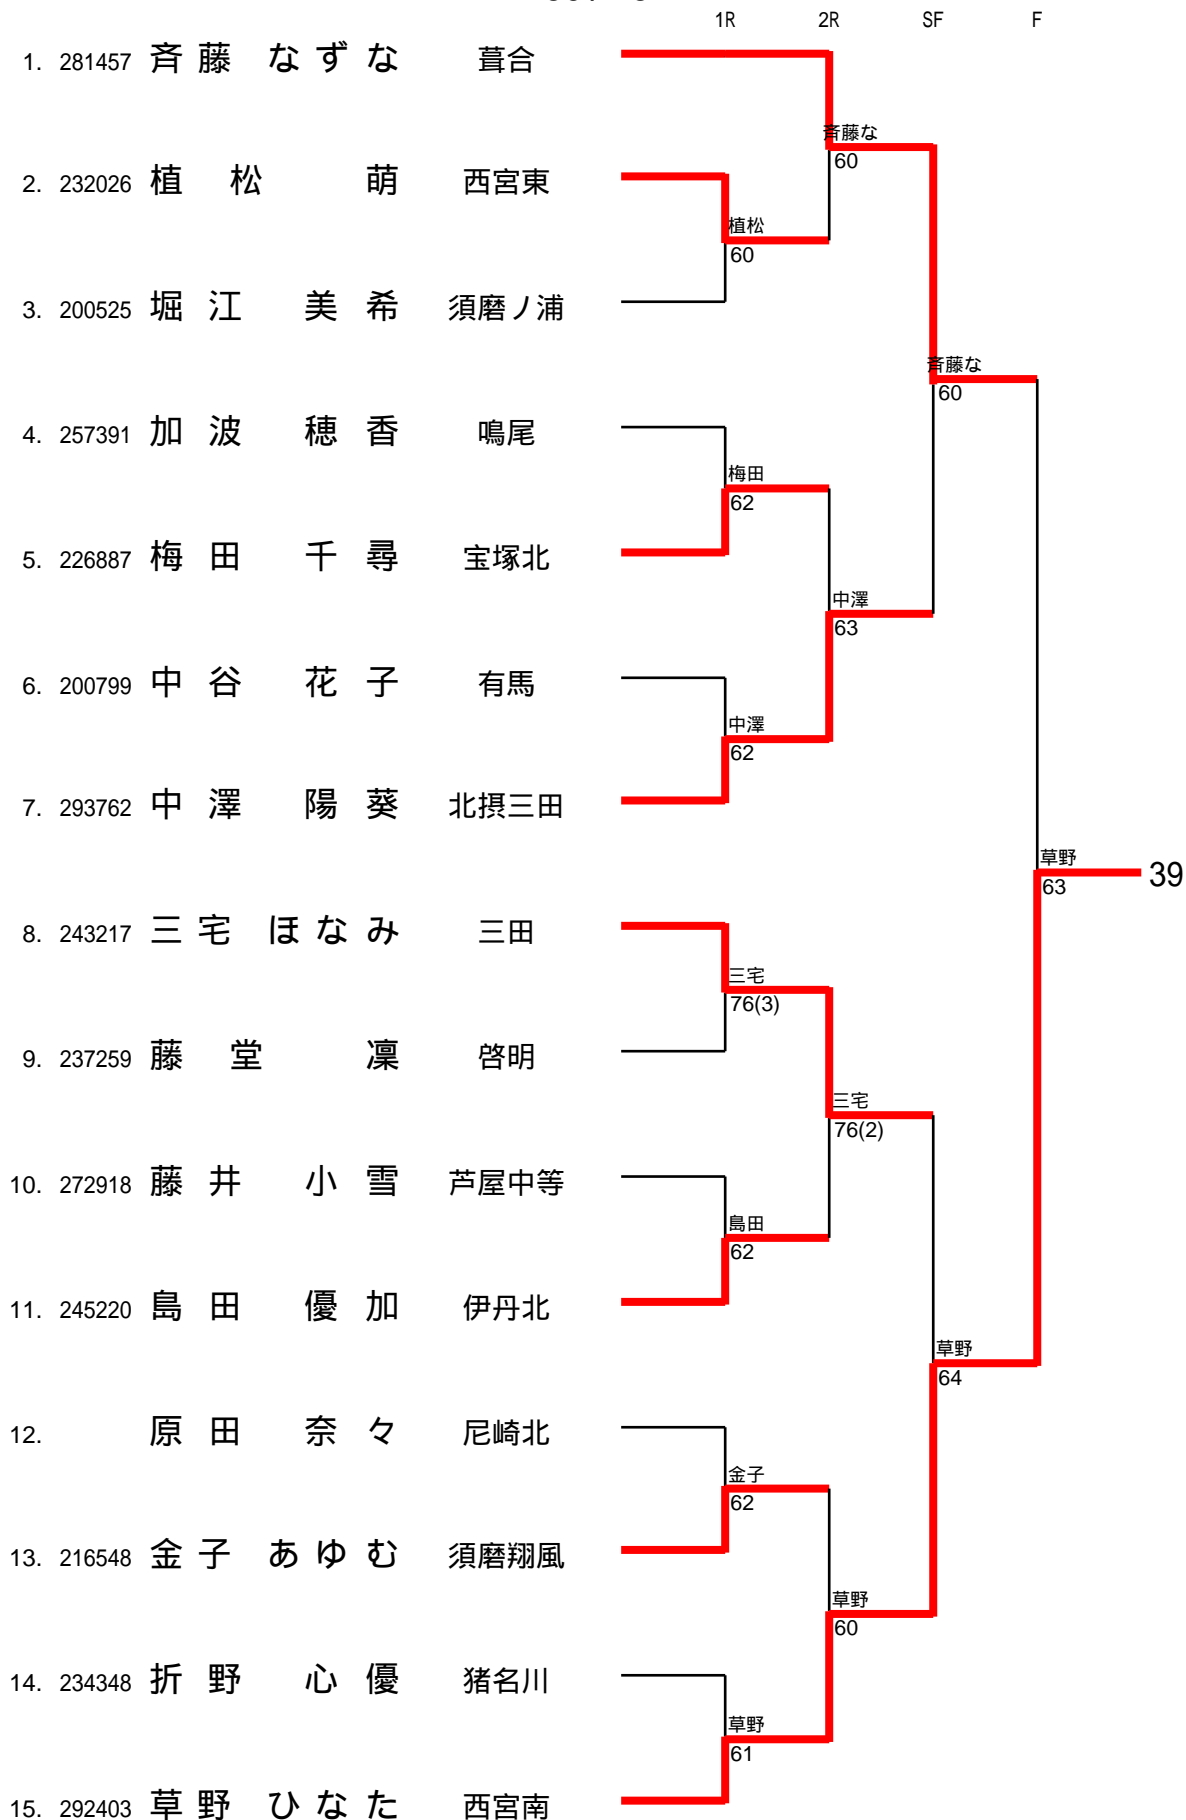 1R 2R SF F
1. 281457 斉藤 なずな 葺合
斉藤な
60
2. 232026 植松 萌 西宮東
植松
60
3. 200525 堀江 美希 須磨ノ浦
斉藤な
60
4. 257391 加波 穂香 鳴尾
梅田
62
5. 226887 梅田 千尋 宝塚北
中澤
63
6. 200799 中谷 花子 有馬
中澤
62
7. 293762 中澤 陽葵 北摂三田
草野
63
39
8. 243217 三宅 ほなみ 三田
三宅
76(3)
9. 237259 藤堂 凜 啓明
三宅
76(2)
10. 272918 藤井 小雪 芦屋中等
島田
62
11. 245220 島田 優加 伊丹北
草野
64
12. 原田 奈々 尼崎北
金子
62
13. 216548 金子 あゆむ 須磨翔風
草野
60
14. 234348 折野 心優 猪名川
草野
61
15. 292403 草野 ひなた 西宮南